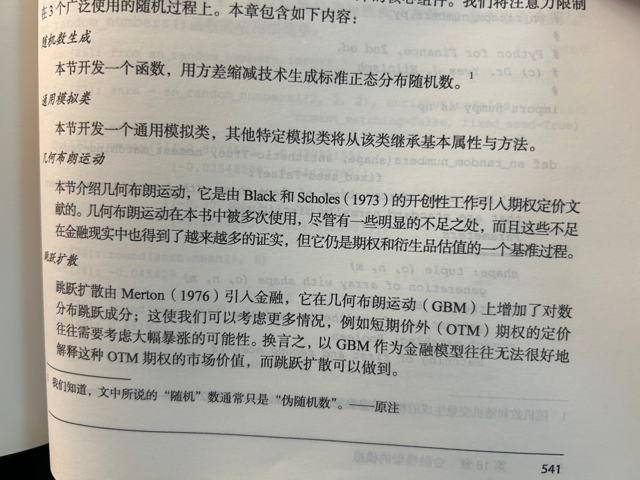 在 3 个广泛使用的随机过程上。本章包含如下内容：
随机数生成
本节开发一个函数，用方差缩减技术生成标准正态分布随机数。1
通用模拟类
本节开发一个通用模拟类，其他特定模拟类将从该类继承基本属性与方法。
几何布朗运动
本节介绍几何布朗运动，它是由 Black 和 Scholes（1973）的开创性工作引入期权定价文
献的。几何布朗运动在本书中被多次使用，尽管有一些明显的不足之处，而且这些不足
在金融现实中也得到了越来越多的证实，但它仍是期权和衍生品估值的一个基准过程。
跳跃扩散
跳跃扩散由 Merton（1976）引入金融，它在几何布朗运动（GBM）上增加了对数
分布跳跃成分；这使我们可以考虑更多情况，例如短期价外（OTM）期权的定价
往往需要考虑大幅暴涨的可能性。换言之，以 GBM 作为金融模型往往无法很好地
解释这种 OTM 期权的市场价值，而跳跃扩散可以做到。
我们知道，文中所说的“随机”数通常只是“伪随机数”。——原注
541